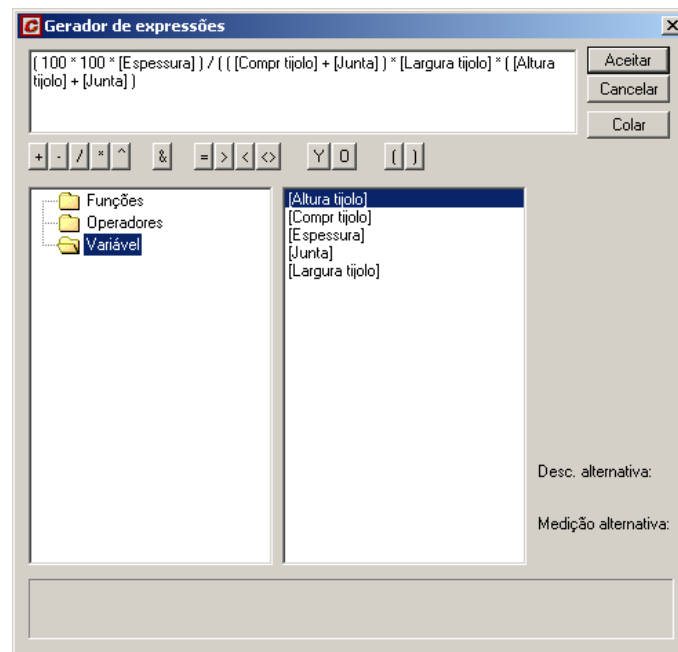 Gerador de expressões
( 100 * 100 * [Espessura] ) / ( ( [Compr tijolo] + [Junta] ) * [Largura tijolo] * ( [Altura
tijolo] + [Junta] )
Aceitar
Cancelar
Colar
+ - / * ^ & = > < <> Y O ( )
Funções
Operadores
Variável
[Altura tijolo]
[Compr tijolo]
[Espessura]
[Junta]
[Largura tijolo]
Desc. alternativa:
Medição alternativa: